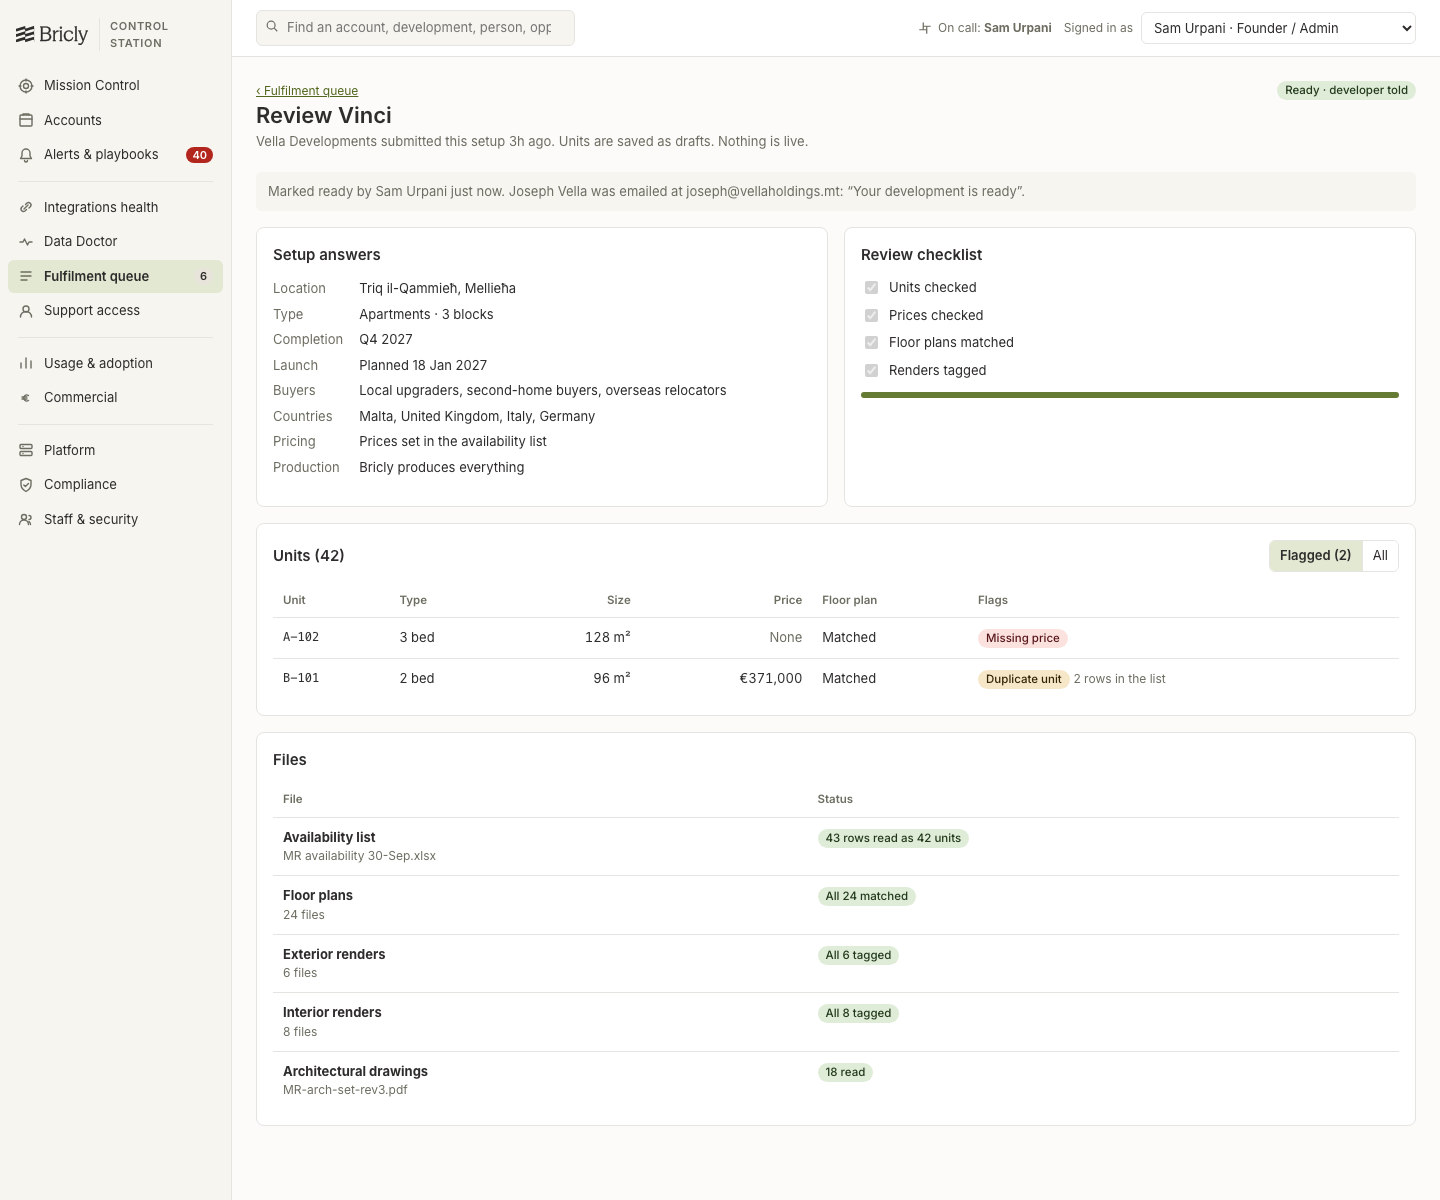 Bricly
CONTROL STATION
Find an account, development, person, opp
On call: Sam Urpani
Signed in as
Sam Urpani · Founder / Admin
Mission Control
Accounts
Alerts & playbooks
40
Integrations health
Data Doctor
Fulfilment queue
6
Support access
Usage & adoption
Commercial
Platform
Compliance
Staff & security
‹ Fulfilment queue
Ready · developer told
Review Vinci
Vella Developments submitted this setup 3h ago. Units are saved as drafts. Nothing is live.
Marked ready by Sam Urpani just now. Joseph Vella was emailed at joseph@vellaholdings.mt: “Your development is ready”.
Setup answers
Location Triq il-Qammieħ, Mellieħa
Type Apartments · 3 blocks
Completion Q4 2027
Launch Planned 18 Jan 2027
Buyers Local upgraders, second-home buyers, overseas relocators
Countries Malta, United Kingdom, Italy, Germany
Pricing Prices set in the availability list
Production Bricly produces everything
Review checklist
Units checked
Prices checked
Floor plans matched
Renders tagged
Units (42)
Flagged (2) All
Unit Type Size Price Floor plan Flags
A-102 3 bed 128 m² None Matched Missing price
B-101 2 bed 96 m² €371,000 Matched Duplicate unit 2 rows in the list
Files
File Status
Availability list 43 rows read as 42 units
MR availability 30-Sep.xlsx
Floor plans All 24 matched
24 files
Exterior renders All 6 tagged
6 files
Interior renders All 8 tagged
8 files
Architectural drawings 18 read
MR-arch-set-rev3.pdf